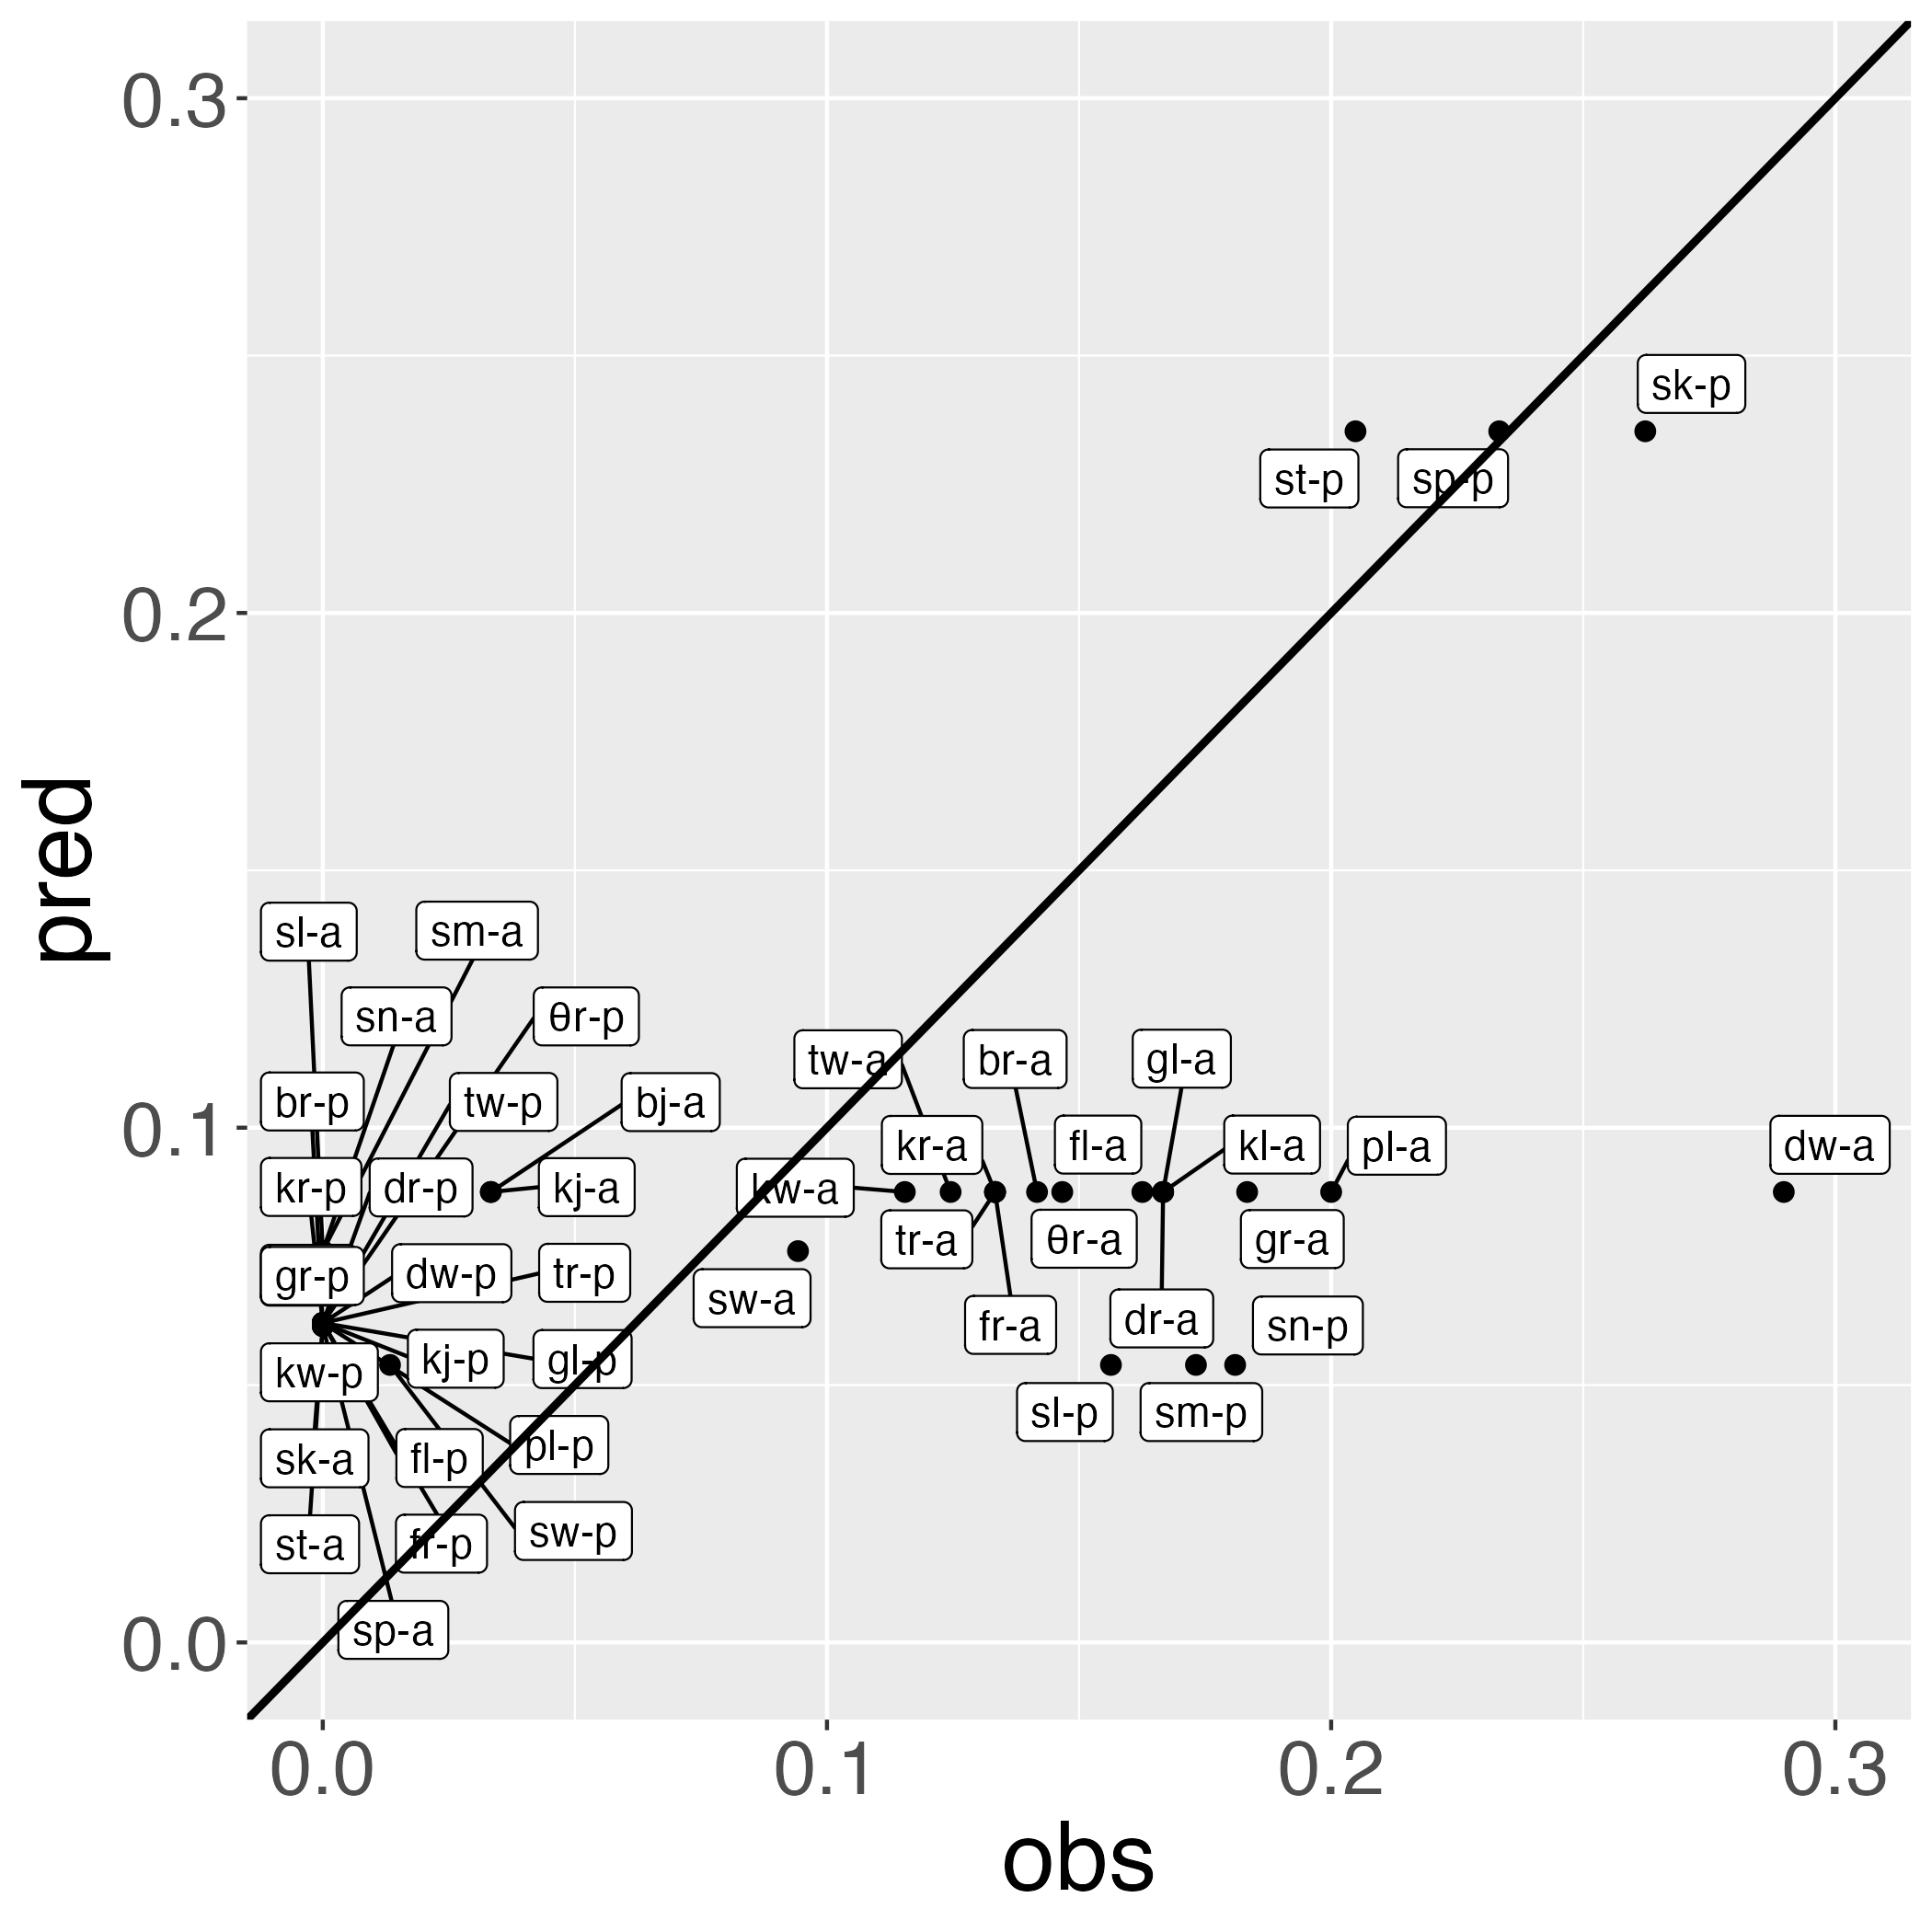 0.3
sk-p
st-p
sp-p
0.2
pred
sl-a
sm-a
sn-a
θr-p
tw-a
br-a
gl-a
br-p
tw-p
bj-a
0.1
kr-a
fl-a
kl-a
pl-a
dw-a
kr-p
dr-p
kj-a
kw-a
tr-a
θr-a
gr-a
gr-p
dw-p
tr-p
sw-a
fr-a
dr-a
sn-p
kw-p
kj-p
gl-p
sl-p
sm-p
sk-a
fl-p
pl-p
st-a
fr-p
sw-p
0.0
sp-a
0.0
0.1
0.2
0.3
obs